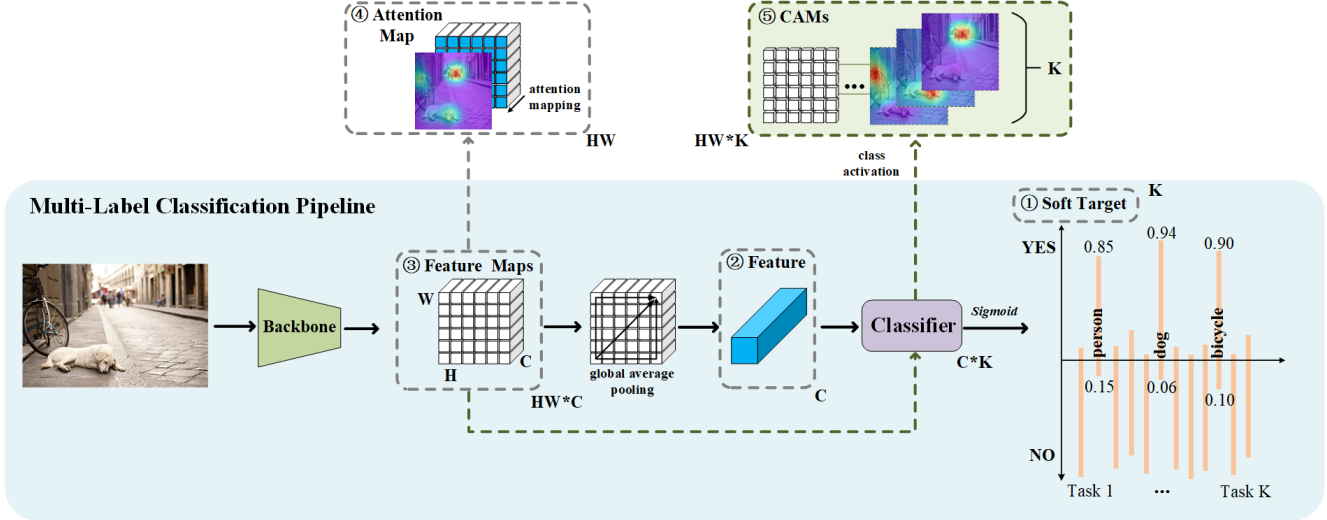 ④ Attention
Map
attention
mapping
HW
⑤ CAMs
K
HW*K
class
activation
Multi-Label Classification Pipeline
Backbone
③ Feature Maps
W
H
C
HW*C
global average
pooling
② Feature
C
Classifier
C*K
Sigmoid
① Soft Target
K
YES
0.85
0.94
0.90
person
dog
bicycle
0.15
0.06
0.10
NO
Task 1
...
Task K